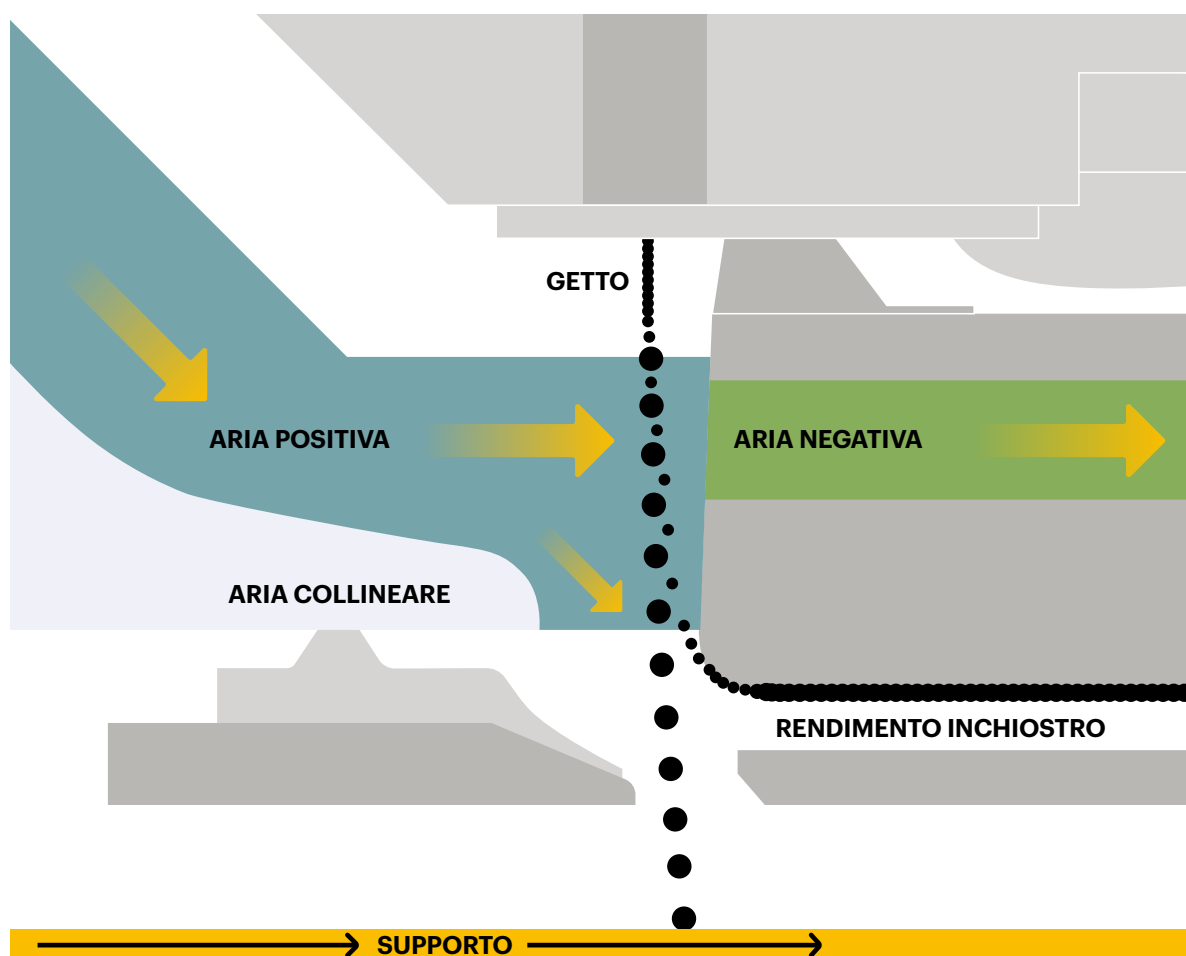 GETTO
ARIA POSITIVA
ARIA NEGATIVA
ARIA COLLINEARE
RENDIMENTO INCHIOSTRO
SUPPORTO